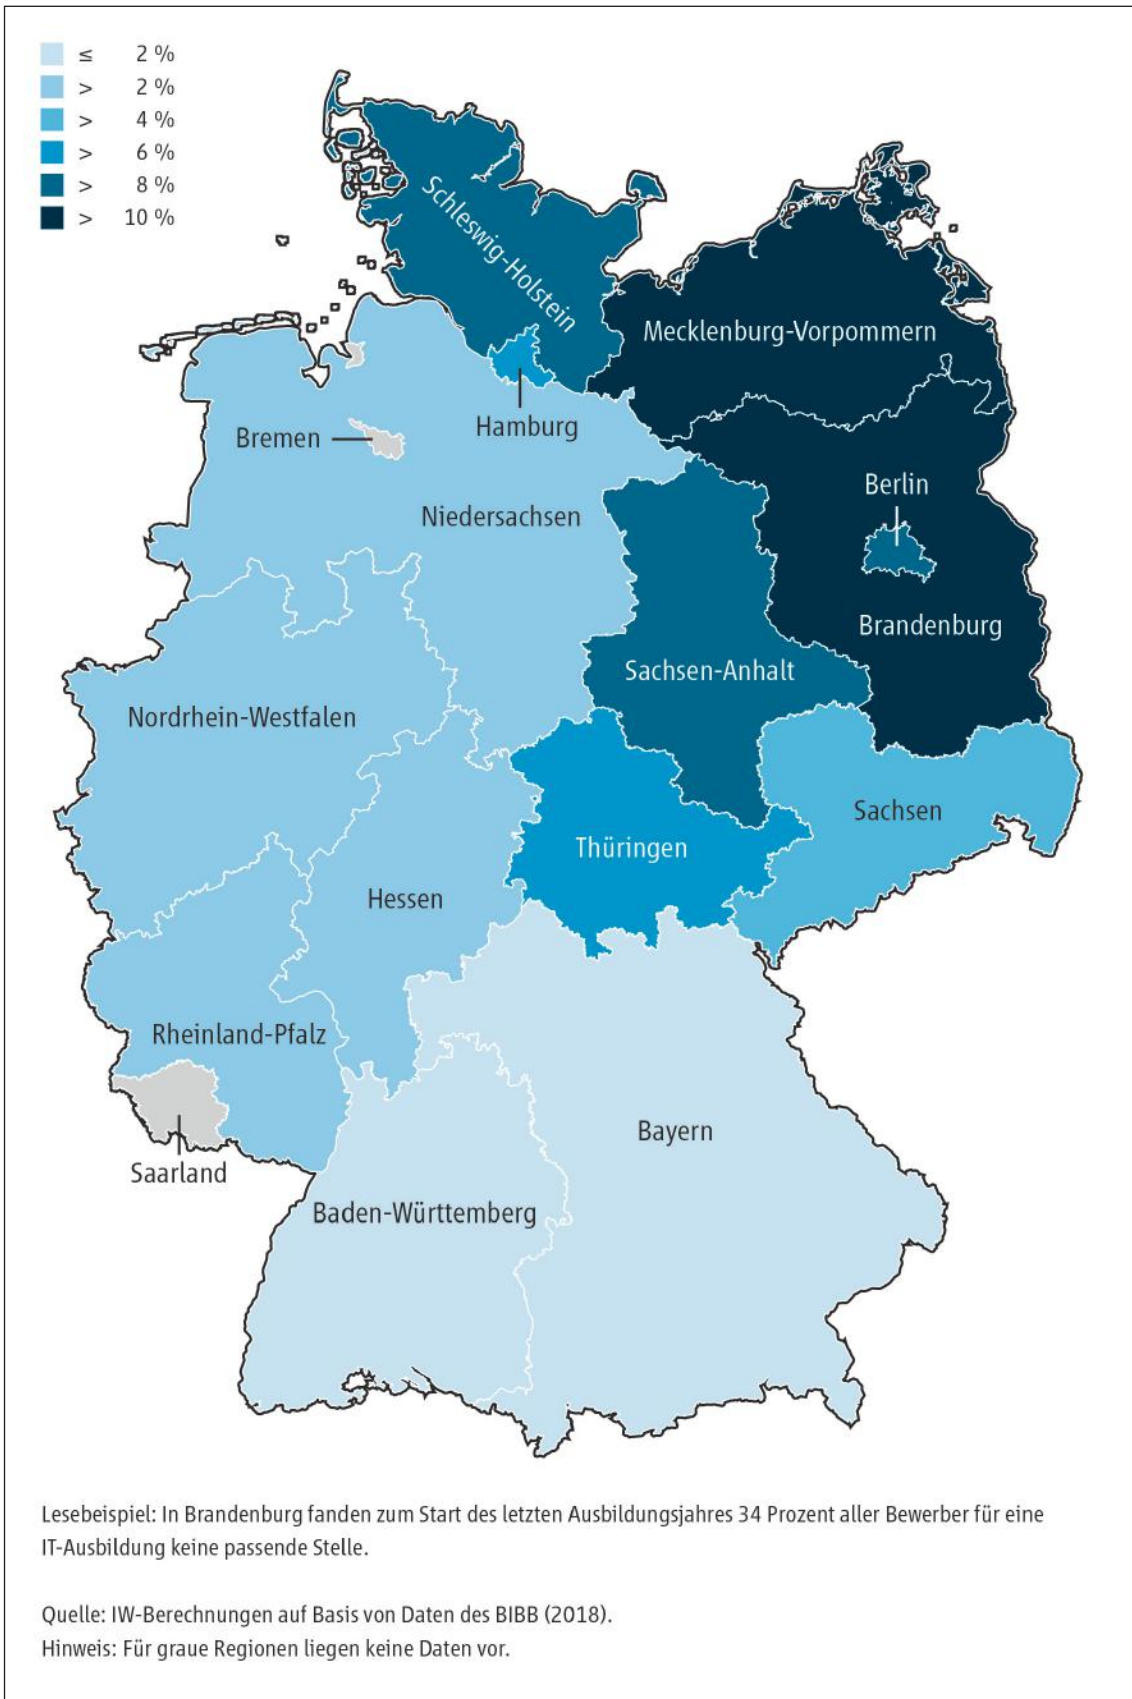 ≤ 2 %
> 2 %
> 4 %
> 6 %
> 8 %
> 10 %
Schleswig-Holstein
Mecklenburg-Vorpommern
Hamburg
Bremen
Berlin
Niedersachsen
Brandenburg
Sachsen-Anhalt
Nordrhein-Westfalen
Sachsen
Thüringen
Hessen
Rheinland-Pfalz
Bayern
Saarland
Baden-Württemberg
Lesebeispiel: In Brandenburg fanden zum Start des letzten Ausbildungsjahres 34 Prozent aller Bewerber für eine
IT-Ausbildung keine passende Stelle.
Quelle: IW-Berechnungen auf Basis von Daten des BIBB (2018).
Hinweis: Für graue Regionen liegen keine Daten vor.